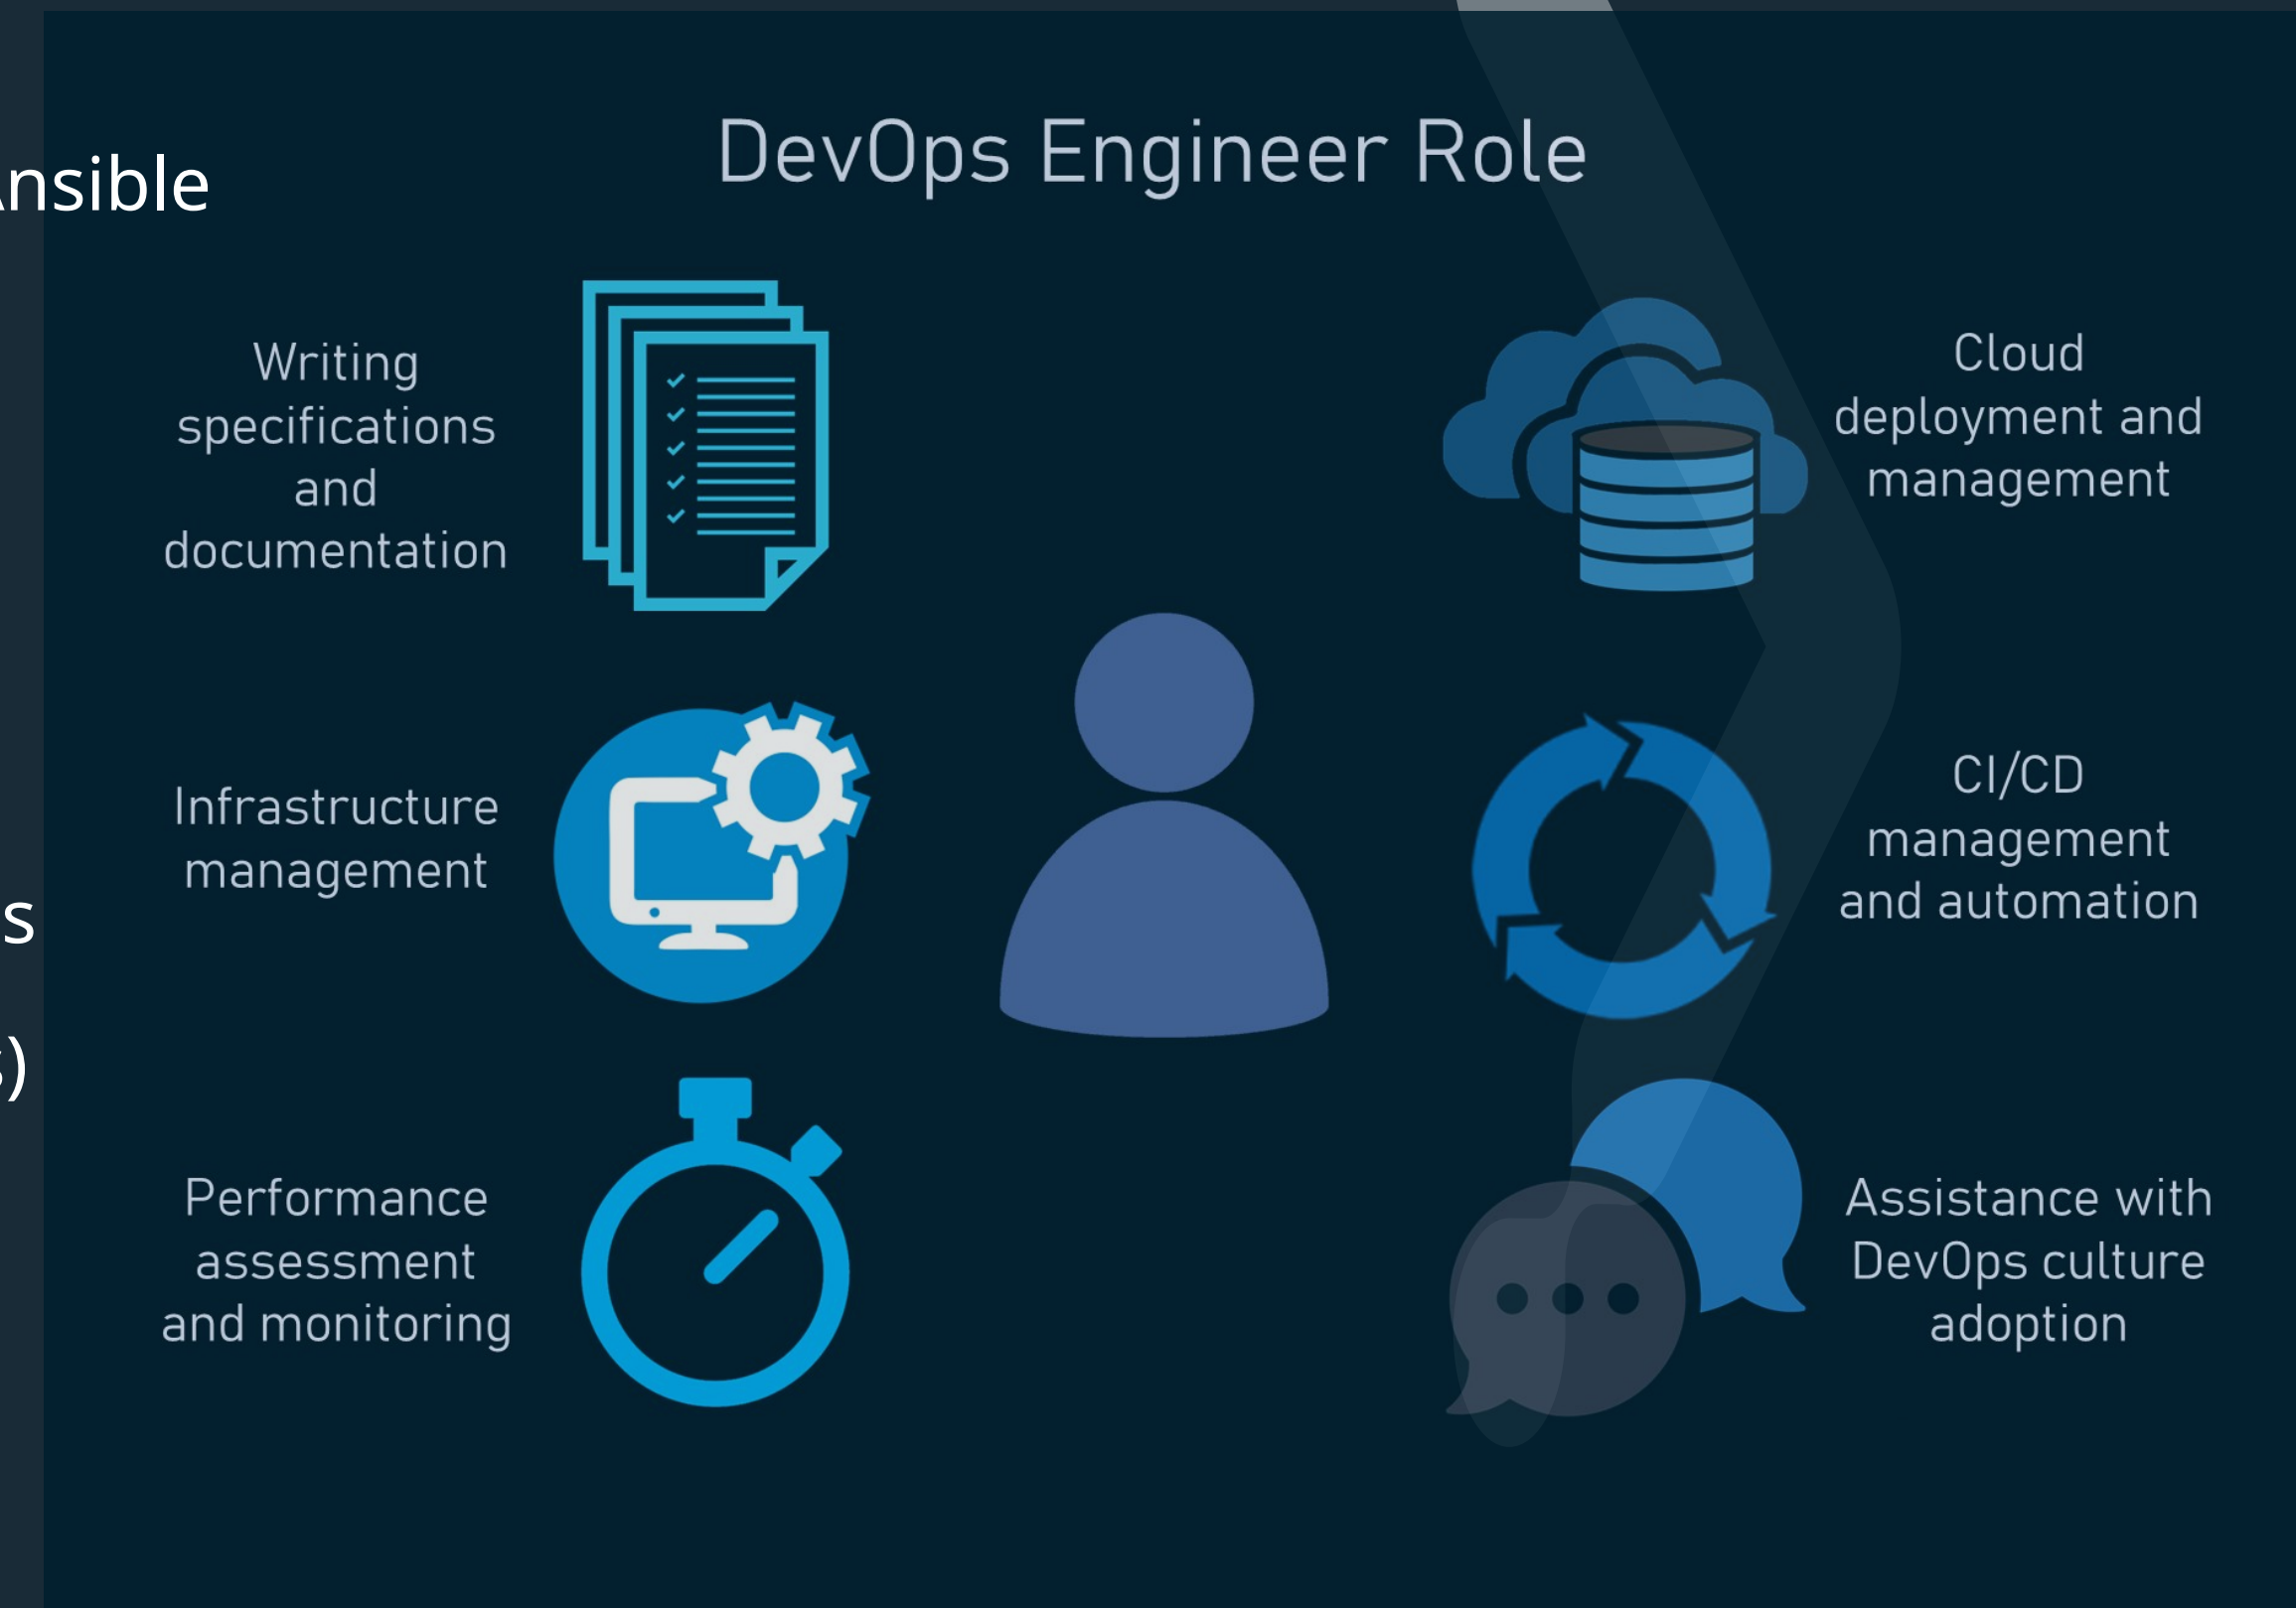 DevOps Engineer Role
nsible
Writing
specifications
and
documentation
Cloud
deployment and
management
Infrastructure
management
CI/CD
management
and automation
s
)
Performance
assessment
and monitoring
Assistance with
DevOps culture
adoption